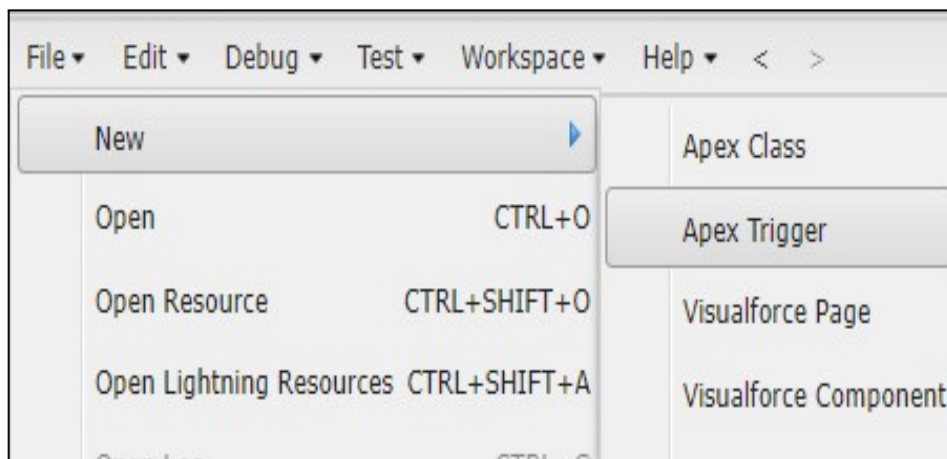 File Edit Debug Test Workspace Help < >
New
Apex Class
Open CTRL+O
Apex Trigger
Open Resource CTRL+SHIFT+O
Visualforce Page
Open Lightning Resources CTRL+SHIFT+A
Visualforce Component